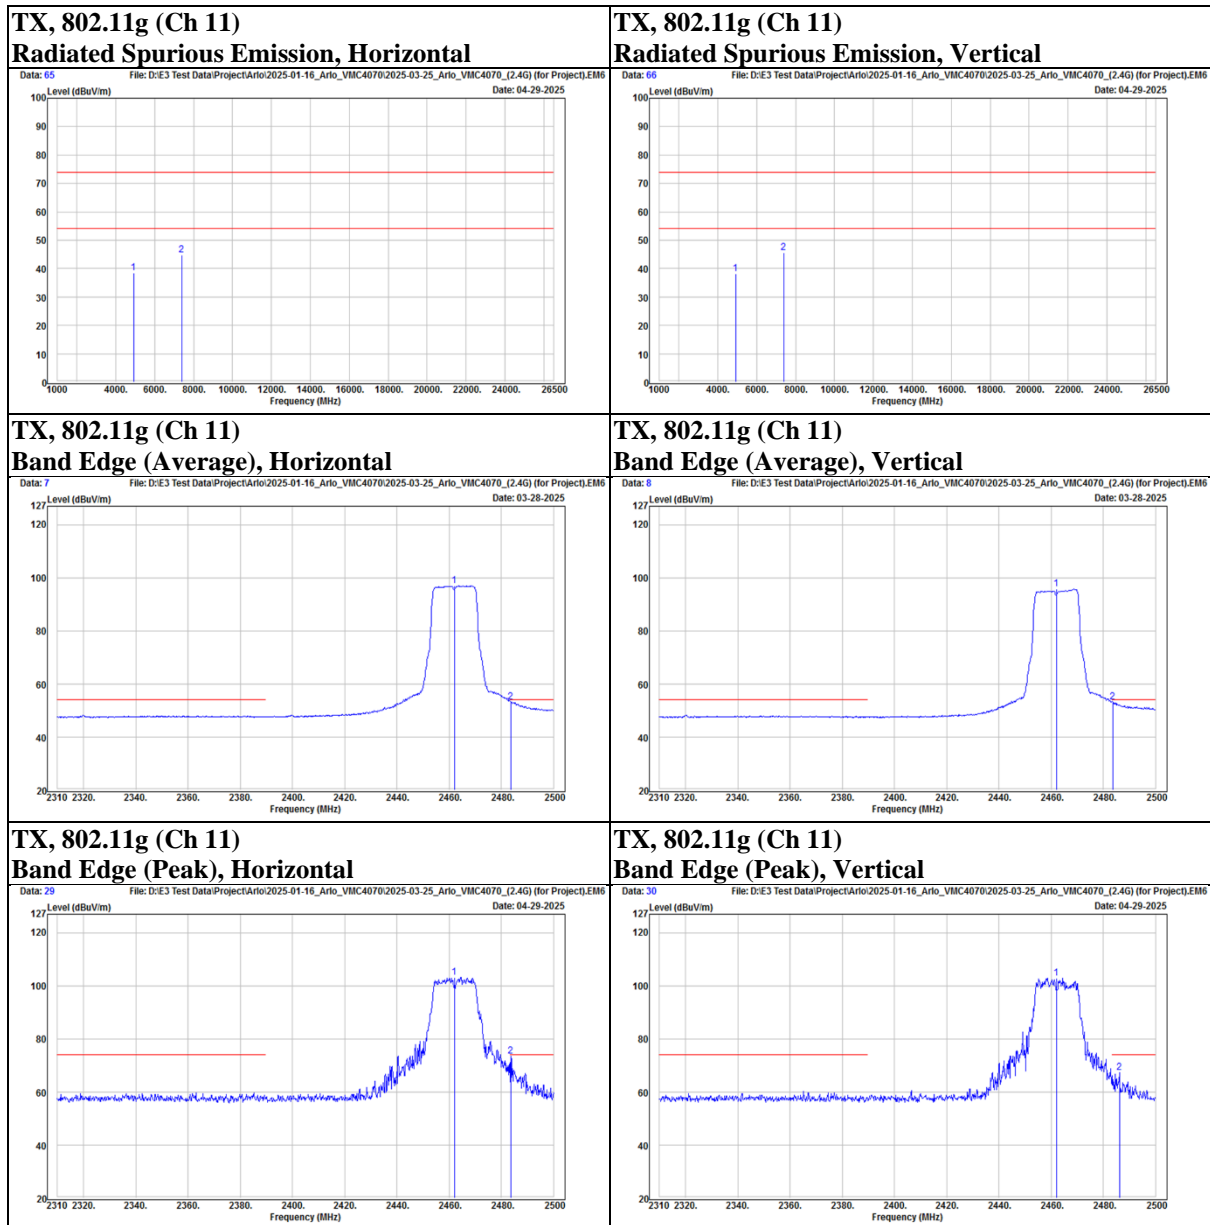 TX, 802.11g (Ch 11)
Radiated Spurious Emission, Horizontal
Data: 65 File: D:\E3 Test Data\Project\Arlo\2025-01-16_Arlo_VMC4070\2025-03-25_Arlo_VMC4070_(2.4G) (for Project).EM6
Level (dBuV/m) Date: 04-29-2025
100
90
80
70
60
50
40
30
20
10
0
1
2
1000 4000. 6000. 8000. 10000. 12000. 14000. 16000. 18000. 20000. 22000. 24000. 26500
Frequency (MHz)
TX, 802.11g (Ch 11)
Radiated Spurious Emission, Vertical
Data: 66 File: D:\E3 Test Data\Project\Arlo\2025-01-16_Arlo_VMC4070\2025-03-25_Arlo_VMC4070_(2.4G) (for Project).EM6
Level (dBuV/m) Date: 04-29-2025
100
90
80
70
60
50
40
30
20
10
0
1
2
1000 4000. 6000. 8000. 10000. 12000. 14000. 16000. 18000. 20000. 22000. 24000. 26500
Frequency (MHz)
TX, 802.11g (Ch 11)
Band Edge (Average), Horizontal
Data: 7 File: D:\E3 Test Data\Project\Arlo\2025-01-16_Arlo_VMC4070\2025-03-25_Arlo_VMC4070_(2.4G) (for Project).EM6
127 Level (dBuV/m) Date: 03-28-2025
120
100
80
60
40
20
1
2
2310 2320. 2340. 2360. 2380. 2400. 2420. 2440. 2460. 2480. 2500
Frequency (MHz)
TX, 802.11g (Ch 11)
Band Edge (Average), Vertical
Data: 8 File: D:\E3 Test Data\Project\Arlo\2025-01-16_Arlo_VMC4070\2025-03-25_Arlo_VMC4070_(2.4G) (for Project).EM6
127 Level (dBuV/m) Date: 03-28-2025
120
100
80
60
40
20
1
2
2310 2320. 2340. 2360. 2380. 2400. 2420. 2440. 2460. 2480. 2500
Frequency (MHz)
TX, 802.11g (Ch 11)
Band Edge (Peak), Horizontal
Data: 29 File: D:\E3 Test Data\Project\Arlo\2025-01-16_Arlo_VMC4070\2025-03-25_Arlo_VMC4070_(2.4G) (for Project).EM6
127 Level (dBuV/m) Date: 04-29-2025
120
100
80
60
40
20
1
2
2310 2320. 2340. 2360. 2380. 2400. 2420. 2440. 2460. 2480. 2500
Frequency (MHz)
TX, 802.11g (Ch 11)
Band Edge (Peak), Vertical
Data: 30 File: D:\E3 Test Data\Project\Arlo\2025-01-16_Arlo_VMC4070\2025-03-25_Arlo_VMC4070_(2.4G) (for Project).EM6
127 Level (dBuV/m) Date: 04-29-2025
120
100
80
60
40
20
1
2
2310 2320. 2340. 2360. 2380. 2400. 2420. 2440. 2460. 2480. 2500
Frequency (MHz)